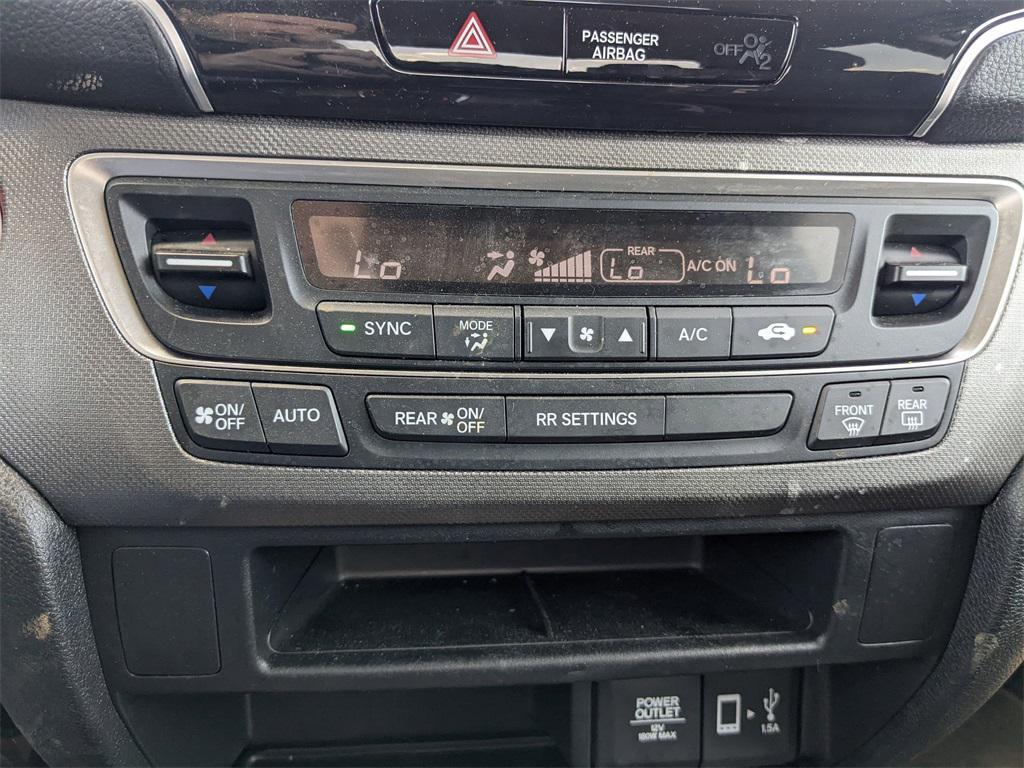 PASSENGER
AIRBAG
OFF 2
REAR
Lo Lo A/C ON Lo
SYNC MODE A/C
ON/
OFF AUTO REAR ON/
OFF RR SETTINGS FRONT REAR
POWER
OUTLET
12V
180W MAX
1.5A